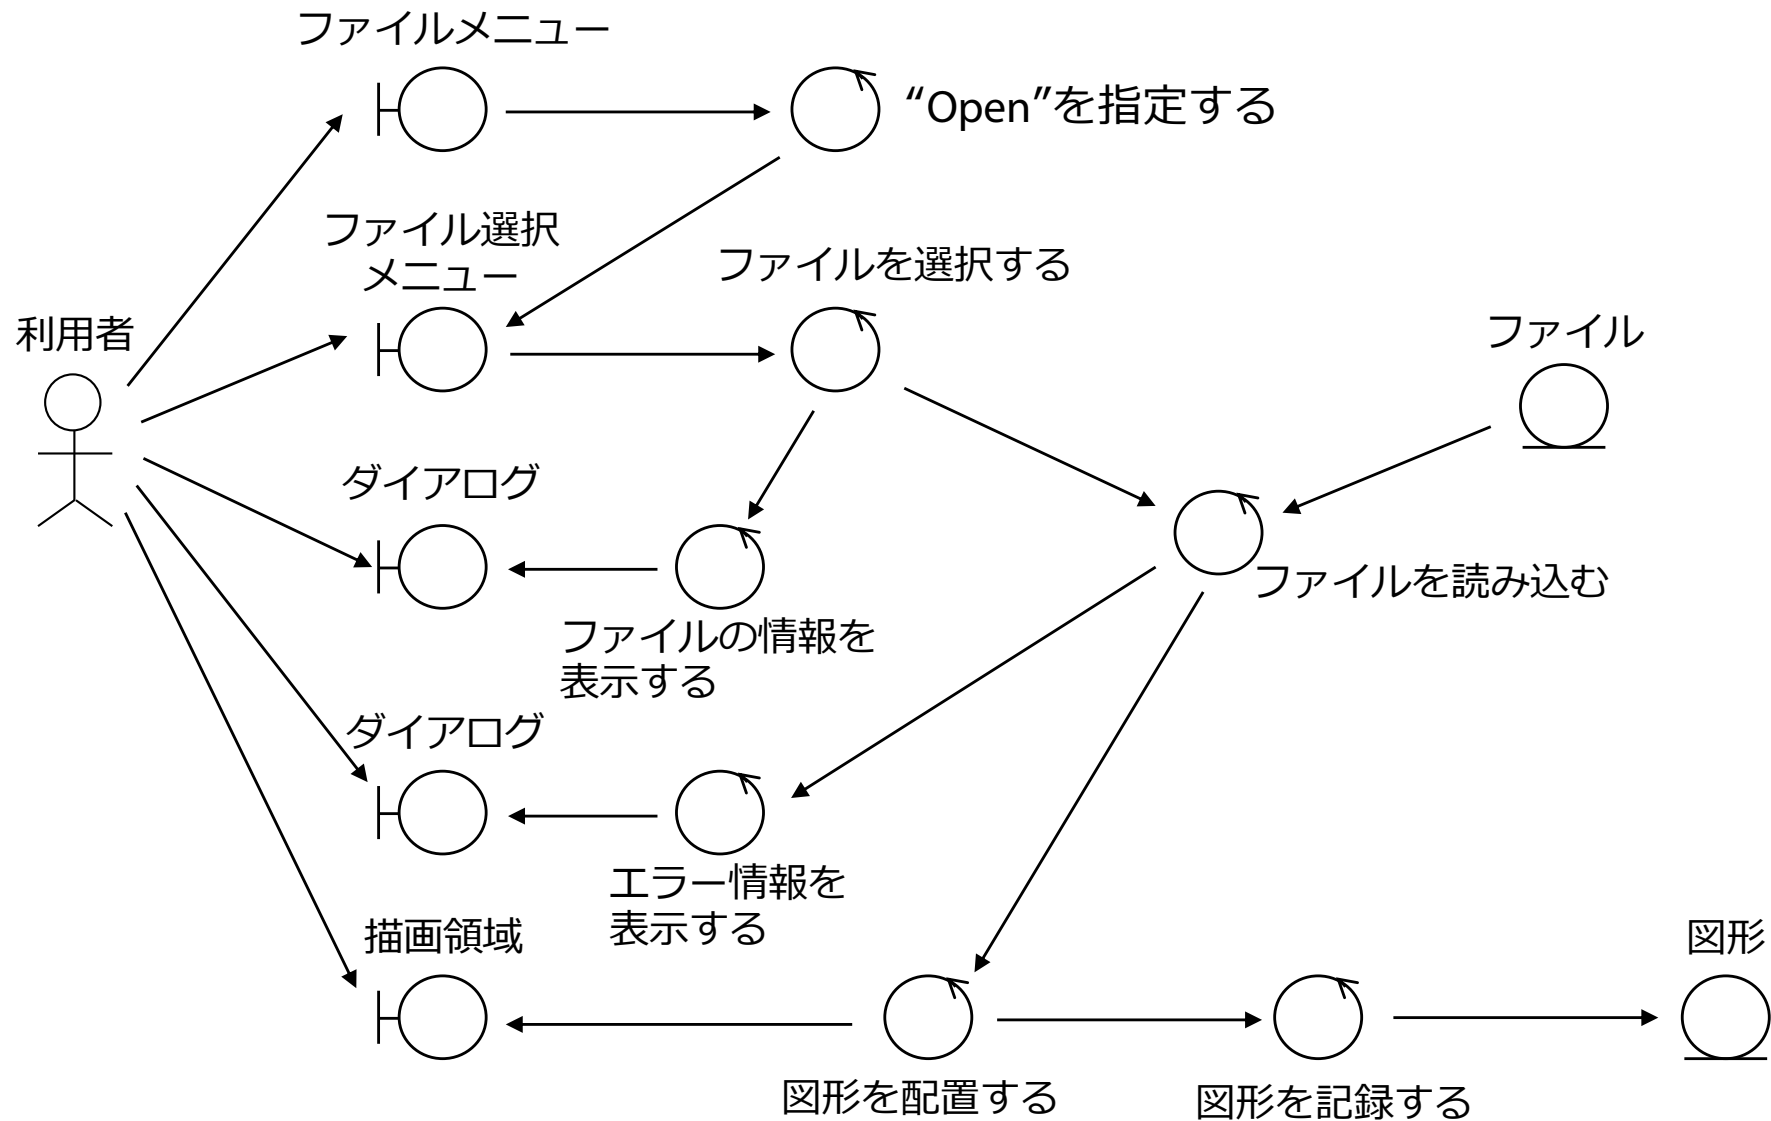 ファイルメニュー
“Open”を指定する
ファイル選択
メニュー
ファイルを選択する
利用者
ファイル
ダイアログ
ファイルを読み込む
ファイルの情報を
表示する
ダイアログ
エラー情報を
表示する
描画領域
図形
図形を配置する
図形を記録する